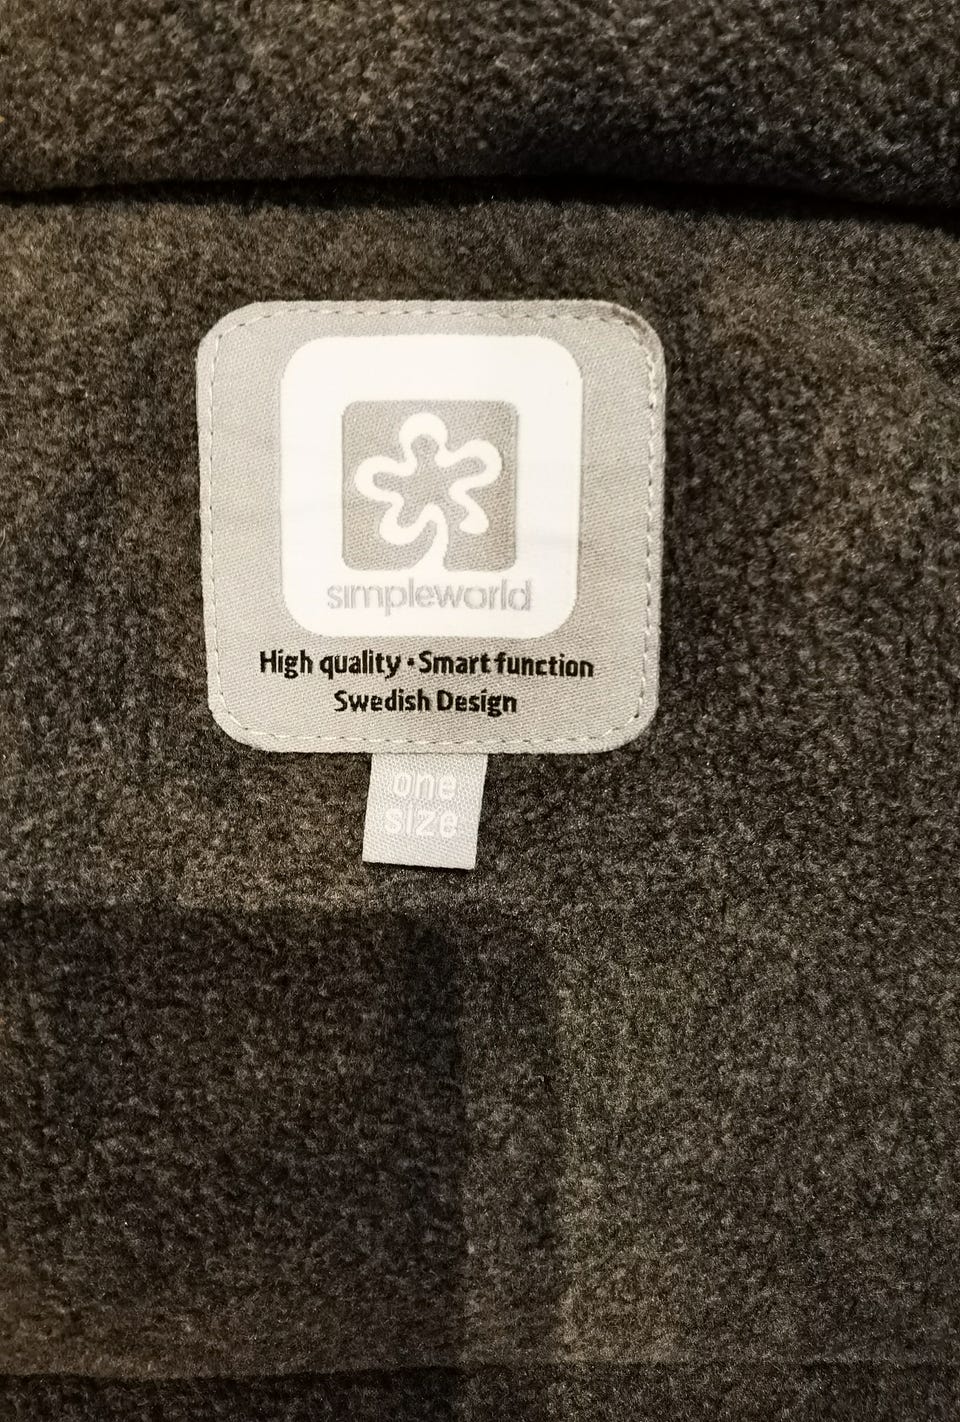 simpleworld
High quality • Smart function
Swedish Design
one
size